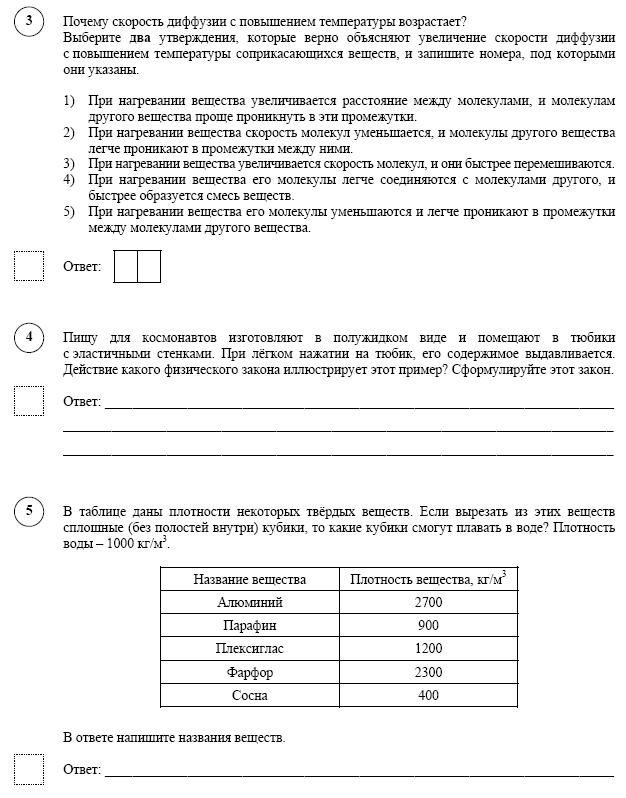 3 Почему скорость диффузии с повышением температуры возрастает?
Выберите два утверждения, которые верно объясняют увеличение скорости диффузии
с повышением температуры соприкасающихся веществ, и запишите номера, под которыми
они указаны.
1) При нагревании вещества увеличивается расстояние между молекулами, и молекулам
другого вещества проще проникнуть в эти промежутки.
2) При нагревании вещества скорость молекул уменьшается, и молекулы другого вещества
легче проникают в промежутки между ними.
3) При нагревании вещества увеличивается скорость молекул, и они быстрее перемешиваются.
4) При нагревании вещества его молекулы легче соединяются с молекулами другого, и
быстрее образуется смесь веществ.
5) При нагревании вещества его молекулы уменьшаются и легче проникают в промежутки
между молекулами другого вещества.
Ответ:
4 Пищу для космонавтов изготовляют в полужидком виде и помещают в тюбики
с эластичными стенками. При лёгком нажатии на тюбик, его содержимое выдавливается.
Действие какого физического закона иллюстрирует этот пример? Сформулируйте этот закон.
Ответ:
5 В таблице даны плотности некоторых твёрдых веществ. Если вырезать из этих веществ
сплошные (без полостей внутри) кубики, то какие кубики смогут плавать в воде? Плотность
воды – 1000 кг/м³.
Название вещества Плотность вещества, кг/м³
Алюминий 2700
Парафин 900
Плексиглас 1200
Фарфор 2300
Сосна 400
В ответе напишите названия веществ.
Ответ: